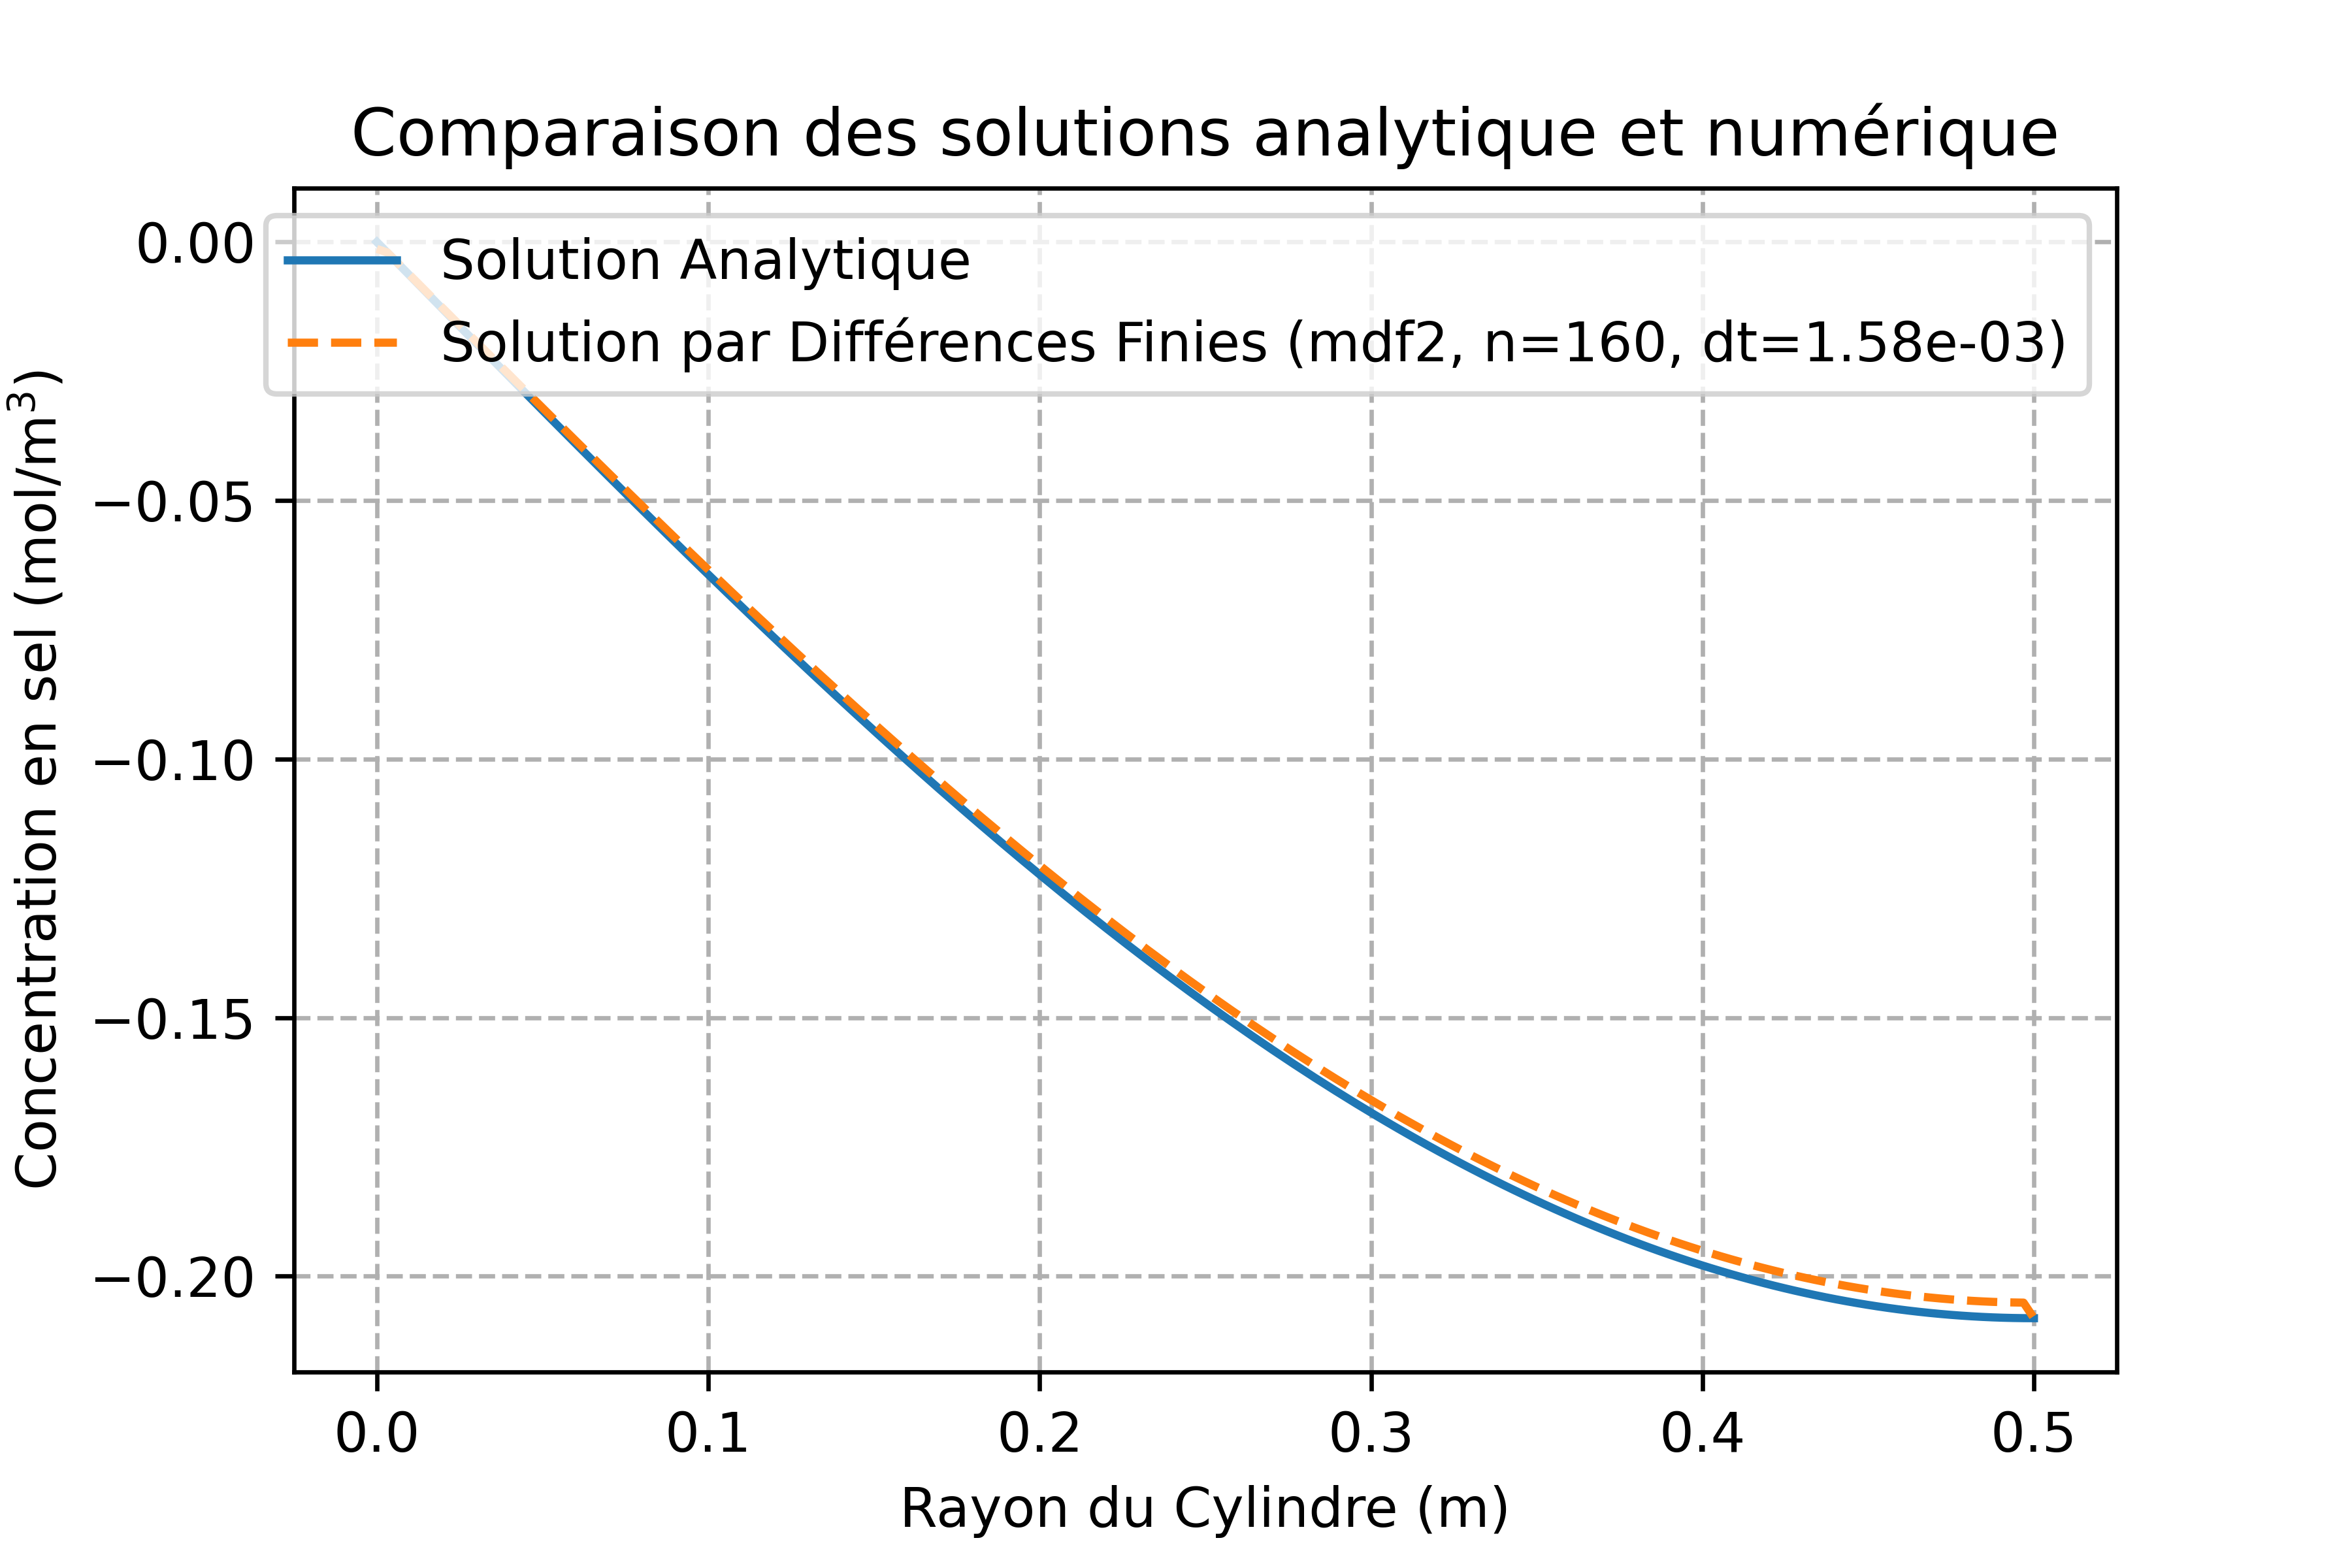 Comparaison des solutions analytique et numérique
Solution Analytique
Solution par Différences Finies (mdf2, n=160, dt=1.58e-03)
Concentration en sel (mol/m³)
0.00
−0.05
−0.10
−0.15
−0.20
0.0 0.1 0.2 0.3 0.4 0.5
Rayon du Cylindre (m)